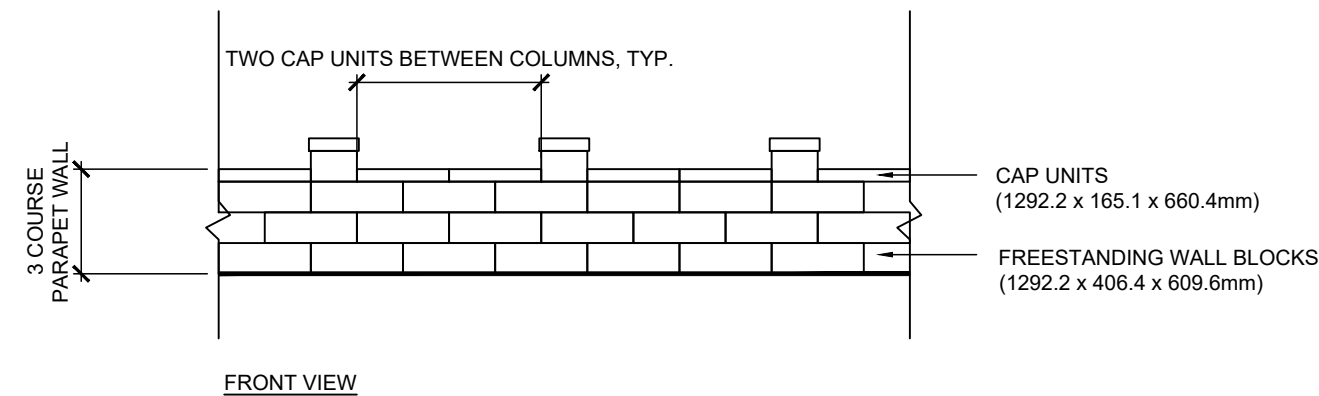 TWO CAP UNITS BETWEEN COLUMNS, TYP.
3 COURSE
PARAPET WALL
CAP UNITS
(1292.2 x 165.1 x 660.4mm)
FREESTANDING WALL BLOCKS
(1292.2 x 406.4 x 609.6mm)
FRONT VIEW